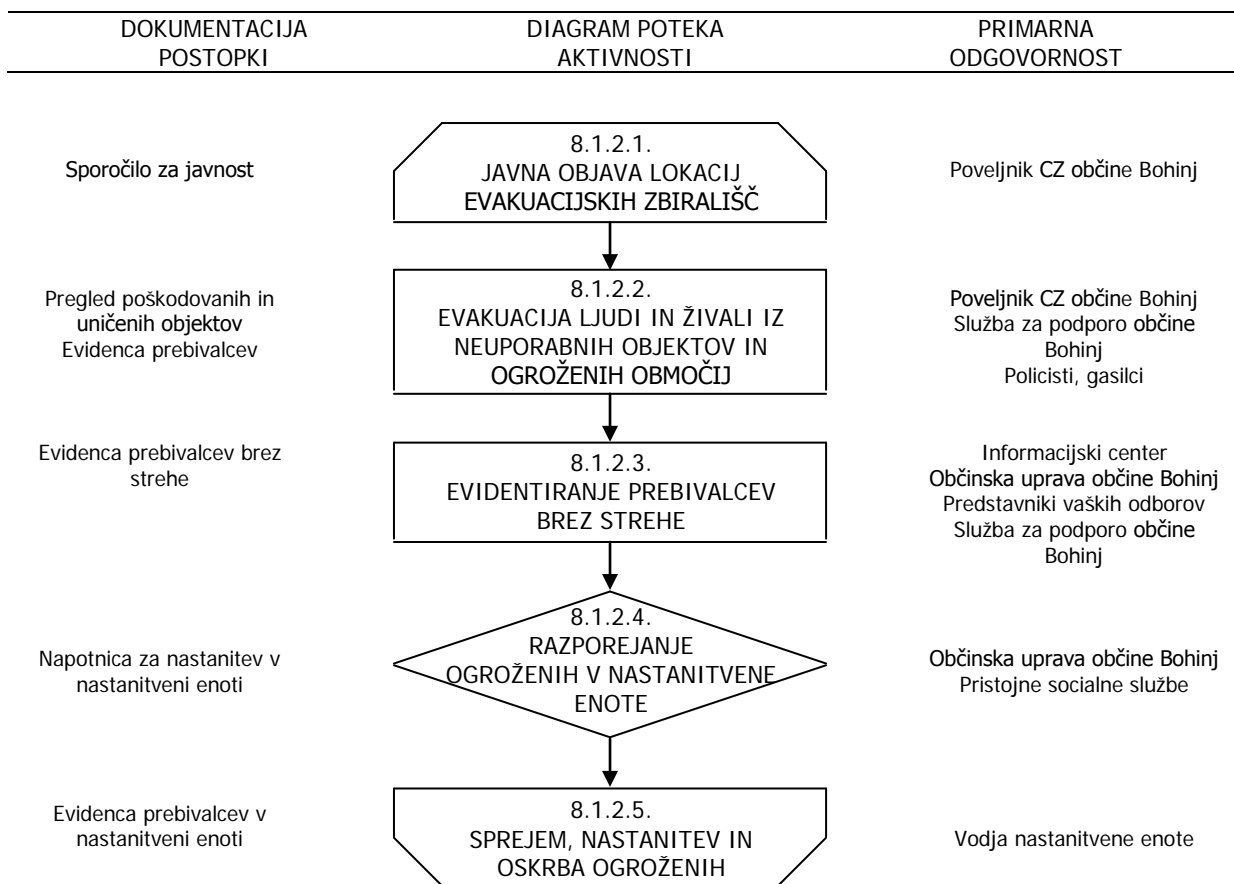 DOKUMENTACIJA
POSTOPKI
DIAGRAM POTEKA
AKTIVNOSTI
PRIMARNA
ODGOVORNOST
Sporočilo za javnost
8.1.2.1.
JAVNA OBJAVA LOKACIJ
EVAKUACIJSKIH ZBIRALIŠČ
Poveljnik CZ občine Bohinj
Pregled poškodovanih in
uničenih objektov
Evidenca prebivalcev
8.1.2.2.
EVAKUACIJA LJUDI IN ŽIVALI IZ
NEUPORABNIH OBJEKTOV IN
OGROŽENIH OBMOČIJ
Poveljnik CZ občine Bohinj
Služba za podporo občine
Bohinj
Policisti, gasilci
Evidenca prebivalcev brez
strehe
8.1.2.3.
EVIDENTIRANJE PREBIVALCEV
BREZ STREHE
Informacijski center
Občinska uprava občine Bohinj
Predstavniki vaških odborov
Služba za podporo občine
Bohinj
Napotnica za nastanitev v
nastanitveni enoti
8.1.2.4.
RAZPOREJANJE
OGROŽENIH V NASTANITVENE
ENOTE
Občinska uprava občine Bohinj
Pristojne socialne službe
Evidenca prebivalcev v
nastanitveni enoti
8.1.2.5.
SPREJEM, NASTANITEV IN
OSKRBA OGROŽENIH
Vodja nastanitvene enote